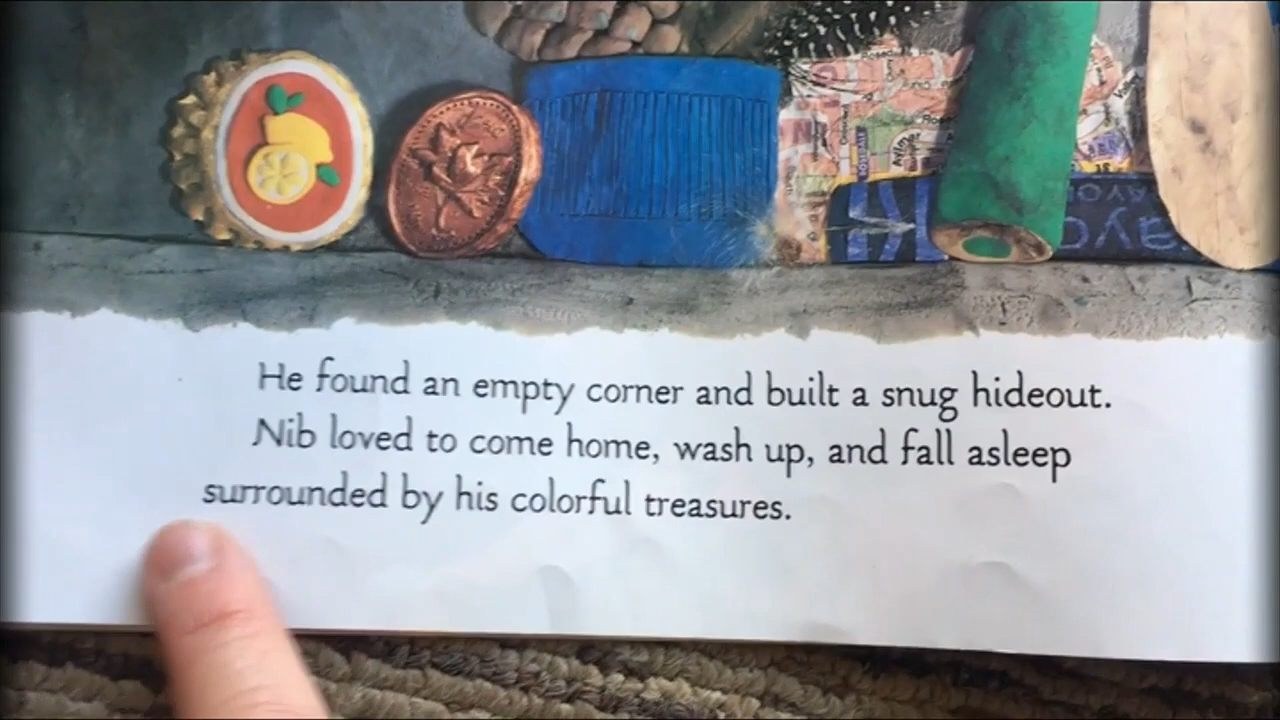 He found an empty corner and built a snug hideout.
Nib loved to come home, wash up, and fall asleep
surrounded by his colorful treasures.